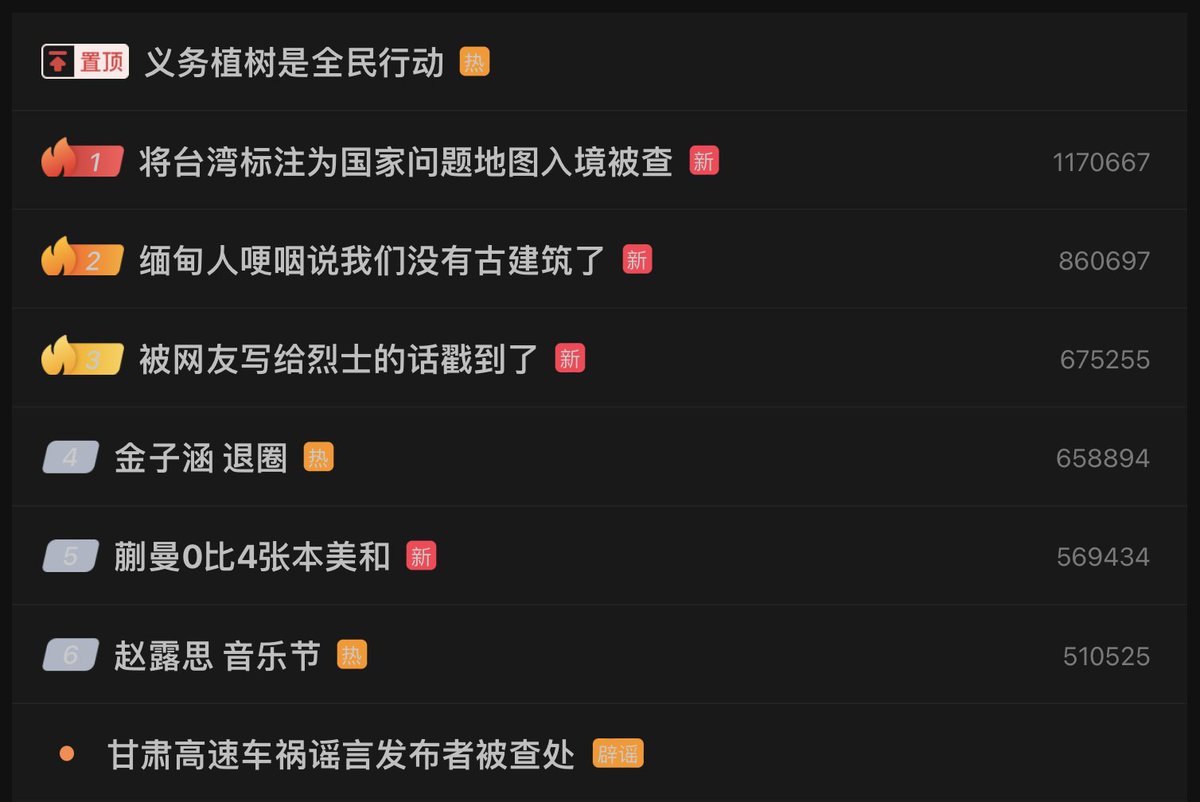 置顶 义务植树是全民行动 热
1 将台湾标注为国家问题地图入境被查 新 1170667
2 缅甸人哽咽说我们没有古建筑了 新 860697
3 被网友写给烈士的话戳到了 新 675255
4 金子涵 退圈 热 658894
5 蒯曼0比4张本美和 新 569434
6 赵露思 音乐节 热 510525
甘肃高速车祸谣言发布者被查处 辟谣